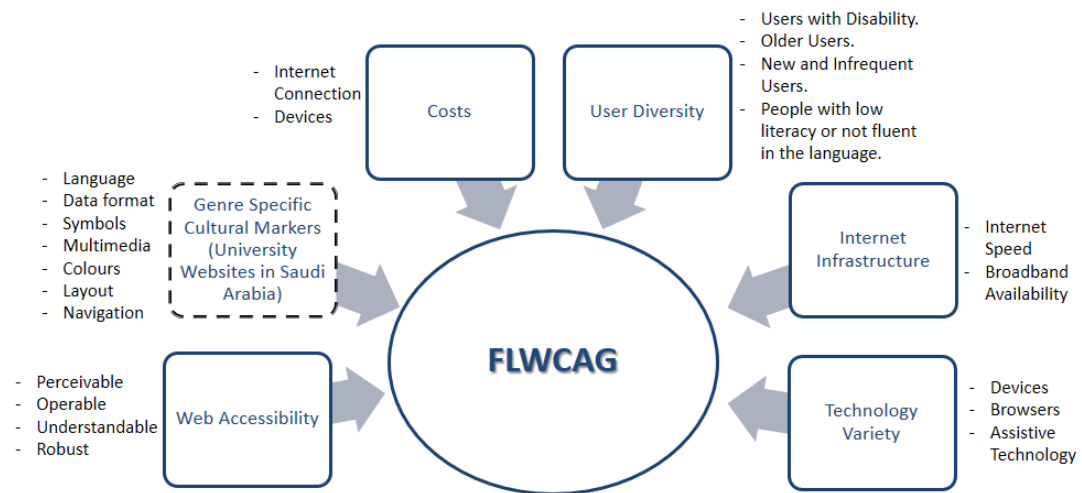 - Internet
Connection
- Devices
Costs
User Diversity
- Users with Disability.
- Older Users.
- New and Infrequent
Users.
- People with low
literacy or not fluent
in the language.
- Language
- Data format
- Symbols
- Multimedia
- Colours
- Layout
- Navigation
Genre Specific
Cultural Markers
(University
Websites in Saudi
Arabia)
Internet
Infrastructure
- Internet
Speed
- Broadband
Availability
FLWCAG
- Perceivable
- Operable
- Understandable
- Robust
Web Accessibility
Technology
Variety
- Devices
- Browsers
- Assistive
Technology